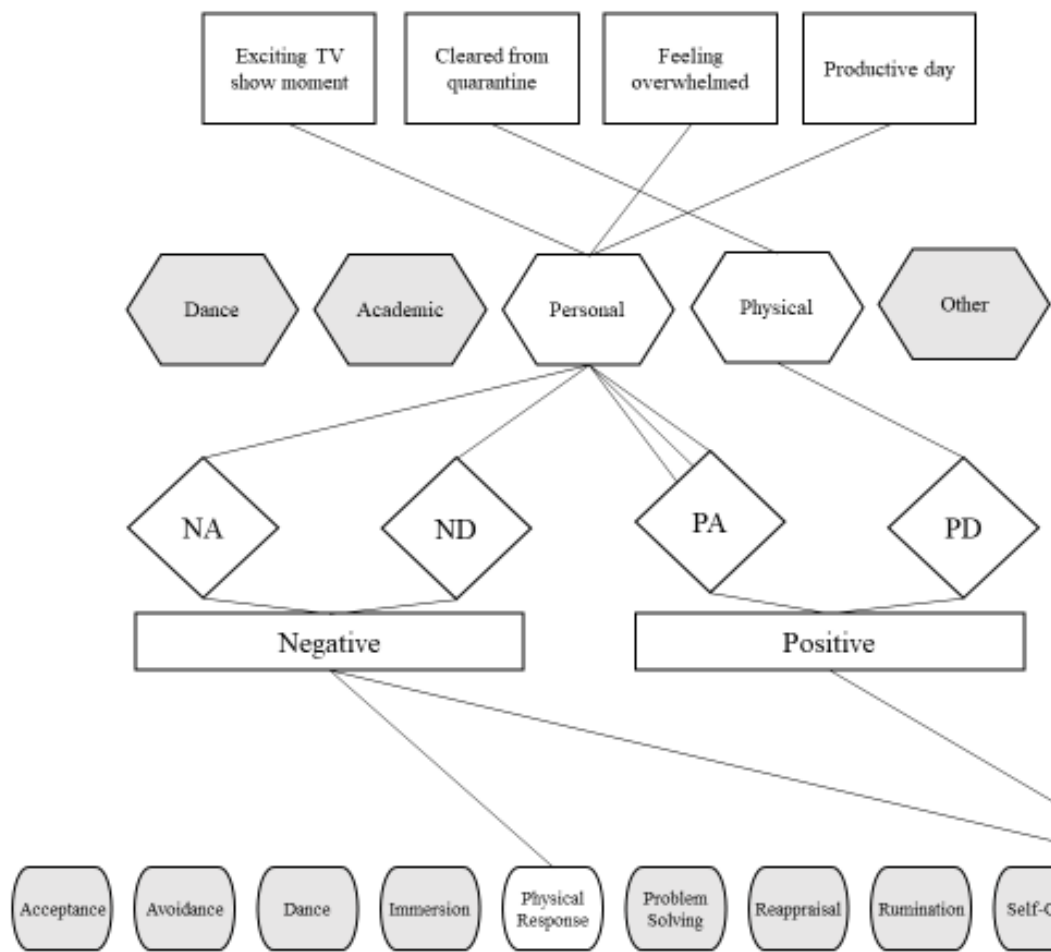 Exciting TV
show moment
Cleared from
quarantine
Feeling
overwhelmed
Productive day
Dance
Academic
Personal
Physical
Other
NA
ND
PA
PD
Negative
Positive
Acceptance
Avoidance
Dance
Immersion
Physical
Response
Problem
Solving
Reappraisal
Rumination